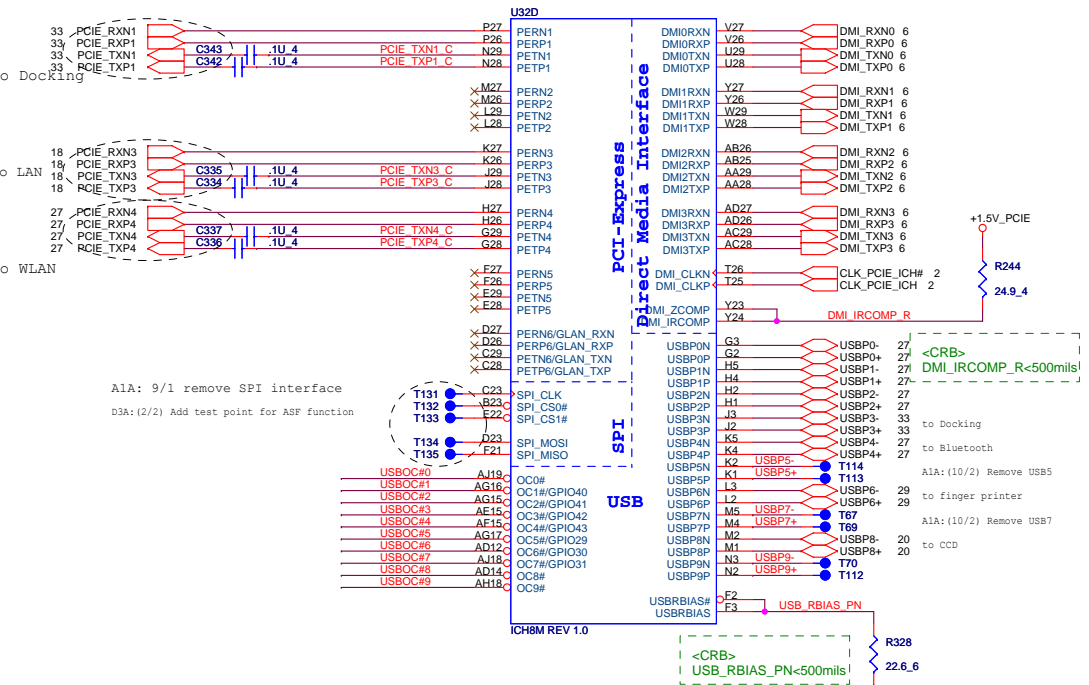 U32D
33 PCIE_RXN1 P27 PERN1 DMI0RXN V27 DMI_RXN0 6
33 PCIE_RXP1 P26 PERP1 DMI0RXP V26 DMI_RXP0 6
33 PCIE_TXN1 C343 .1U_4 PCIE_TXN1_C N29 PETN1 DMI0TXN U29 DMI_TXN0 6
33 PCIE_TXP1 C342 .1U_4 PCIE_TXP1_C N28 PETP1 DMI0TXP U28 DMI_TXP0 6
o Docking
M27 PERN2 DMI1RXN Y27 DMI_RXN1 6
M26 PERP2 DMI1RXP Y26 DMI_RXP1 6
L29 PETN2 DMI1TXN W29 DMI_TXN1 6
L28 PETP2 DMI1TXP W28 DMI_TXP1 6
18 PCIE_RXN3 K27 PERN3 DMI2RXN AB26 DMI_RXN2 6
18 PCIE_RXP3 K26 PERP3 DMI2RXP AB25 DMI_RXP2 6
o LAN
18 PCIE_TXN3 C335 .1U_4 PCIE_TXN3_C J29 PETN3 DMI2TXN AA29 DMI_TXN2 6
18 PCIE_TXP3 C334 .1U_4 PCIE_TXP3_C J28 PETP3 DMI2TXP AA28 DMI_TXP2 6
27 PCIE_RXN4 H27 PERN4 DMI3RXN AD27 DMI_RXN3 6
27 PCIE_RXP4 H26 PERP4 DMI3RXP AD26 DMI_RXP3 6
27 PCIE_TXN4 C337 .1U_4 PCIE_TXN4_C G29 PETN4 DMI3TXN AC29 DMI_TXN3 6
27 PCIE_TXP4 C336 .1U_4 PCIE_TXP4_C G28 PETP4 DMI3TXP AC28 DMI_TXP3 6
PCI-Express
Direct Media Interface
+1.5V_PCIE
R244
24.9_4
o WLAN
F27 PERN5 DMI_CLKN T26 CLK_PCIE_ICH# 2
F26 PERP5 DMI_CLKP T25 CLK_PCIE_ICH 2
E29 PETN5
E28 PETP5 DMI_ZCOMP Y23
DMI_IRCOMP Y24 DMI_IRCOMP_R
D27 PERN6/GLAN_RXN
D26 PERP6/GLAN_RXP USBP0N G3 USBP0- 27
C29 PETN6/GLAN_TXN USBP0P G2 USBP0+ 27
C28 PETP6/GLAN_TXP USBP1N H5 USBP1- 27
<CRB>
DMI_IRCOMP_R<500mils
USBP1P H4 USBP1+ 27
A1A: 9/1 remove SPI interface
D3A:(2/2) Add test point for ASF function
T131 C23 SPI_CLK USBP2N H2 USBP2- 27
T132 B23 SPI_CS0# USBP2P H1 USBP2+ 27
T133 E22 SPI_CS1# USBP3N J3 USBP3- 33
to Docking
USBP3P J2 USBP3+ 33
T134 D23 SPI_MOSI USBP4N K5 USBP4- 27
to Bluetooth
T135 F21 SPI_MISO USBP4P K4 USBP4+ 27
SPI
USBP5N K2 USBP5- T114
A1A:(10/2) Remove USB5
USBOC#0 AJ19 OC0# USBP5P K1 USBP5+ T113
USBOC#1 AG16 OC1#/GPIO40 USBP6N L3 USBP6- 29
to finger printer
USBOC#2 AG15 OC2#/GPIO41 USBP6P L2 USBP6+ 29
USB
USBOC#3 AE15 OC3#/GPIO42 USBP7N M5 USBP7- T67
A1A:(10/2) Remove USB7
USBOC#4 AF15 OC4#/GPIO43 USBP7P M4 USBP7+ T69
USBOC#5 AG17 OC5#/GPIO29 USBP8N M2 USBP8- 20
to CCD
USBOC#6 AD12 OC6#/GPIO30 USBP8P M1 USBP8+ 20
USBOC#7 AJ18 OC7#/GPIO31 USBP9N N3 USBP9- T70
USBOC#8 AD14 OC8# USBP9P N2 USBP9+ T112
USBOC#9 AH18 OC9#
USBRBIAS# F2
USBRBIAS F3 USB_RBIAS_PN
ICH8M REV 1.0
R328
22.6_6
<CRB>
USB_RBIAS_PN<500mils